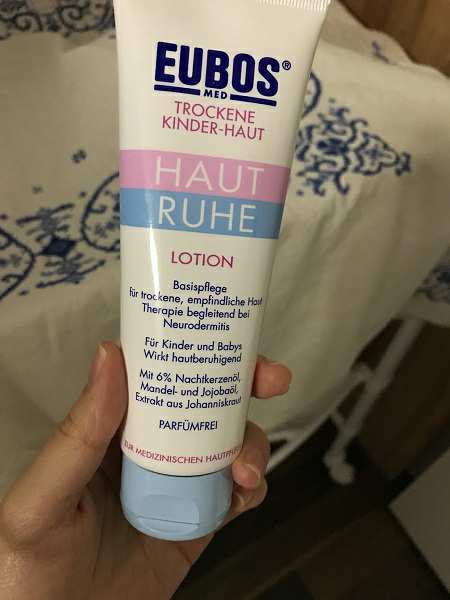 EUBOS®
MED
TROCKENE
KINDER-HAUT
HAUT
RUHE
LOTION
Basispflege
Für trockene, empfindliche Haut
Therapie begleitend bei
Neurodermitis
Für Kinder und Babys
Wirkt hautberuhigend
Mit 6% Nachtkerzenöl,
Mandel- und Jojobaöl,
Extrakt aus Johanniskraut
PARFÜMFREI
ZUR MEDIZINISCHEN